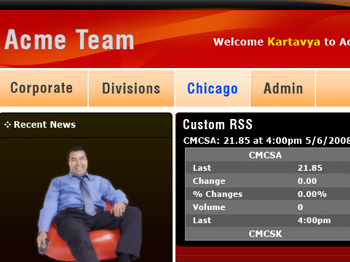 Acme Team
Welcome Kartavya to Ac
Corporate Divisions Chicago Admin
Recent News
Custom RSS
CMCSA: 21.85 at 4:00pm 5/6/2008
CMCSA
Last 21.85
Change 0.00
% Changes 0.00%
Volume 0
Last 4:00pm
CMCSK